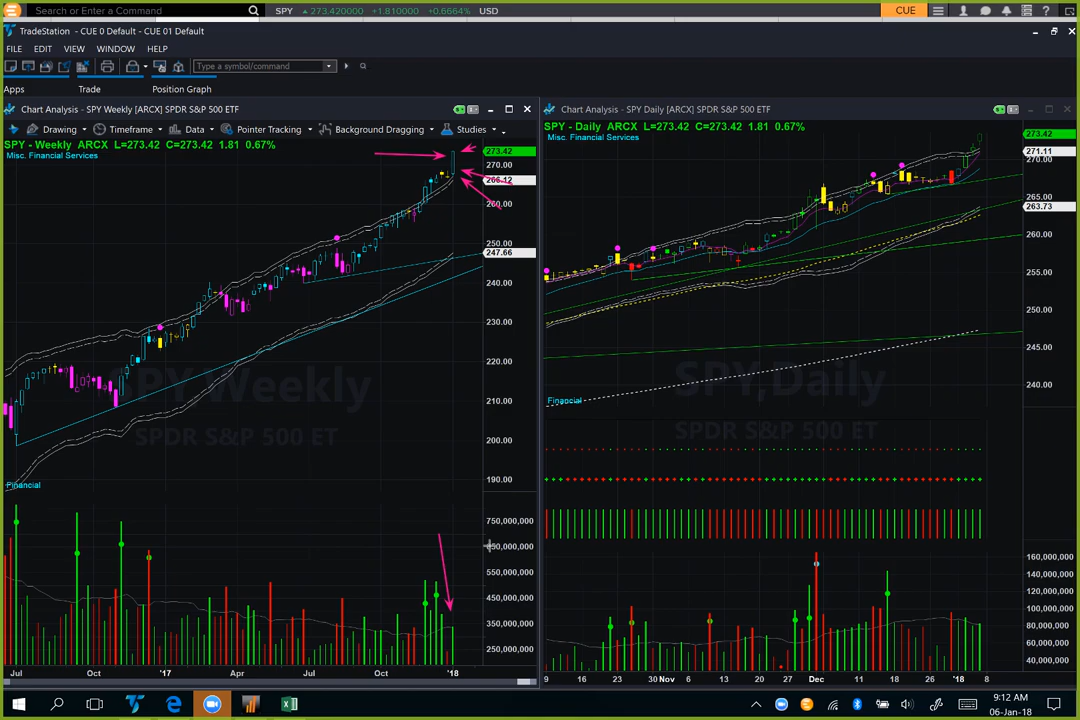 Search or Enter a Command
SPY 273.420000 +1.810000 +0.6664% USD
CUE
TradeStation - CUE 0 Default - CUE 01 Default
FILE EDIT VIEW WINDOW HELP
Type a symbol/command
Apps Trade Position Graph
Chart Analysis - SPY Weekly [ARCX] SPDR S&P 500 ETF
Drawing Timeframe Data Pointer Tracking Background Dragging Studies
SPY - Weekly ARCX L=273.42 C=273.42 1.81 0.67%
Misc. Financial Services
273.42
270.00
266.12
260.00
250.00
247.66
240.00
230.00
220.00
210.00
200.00
190.00
SPY,Weekly
SPDR S&P 500 ET
Financial
750,000,000
650,000,000
550,000,000
450,000,000
350,000,000
250,000,000
Jul Oct '17 Apr Jul Oct '18
Chart Analysis - SPY Daily [ARCX] SPDR S&P 500 ETF
SPY - Daily ARCX L=273.42 C=273.42 1.81 0.67%
Misc. Financial Services
273.42
271.11
270.00
265.00
263.73
260.00
255.00
250.00
245.00
240.00
SPY,Daily
SPDR S&P 500 ET
Financial
160,000,000
140,000,000
120,000,000
100,000,000
80,000,000
60,000,000
40,000,000
9 16 23 30 Nov 6 13 20 27 Dec 11 18 26 '18 8
9:12 AM
06-Jan-18